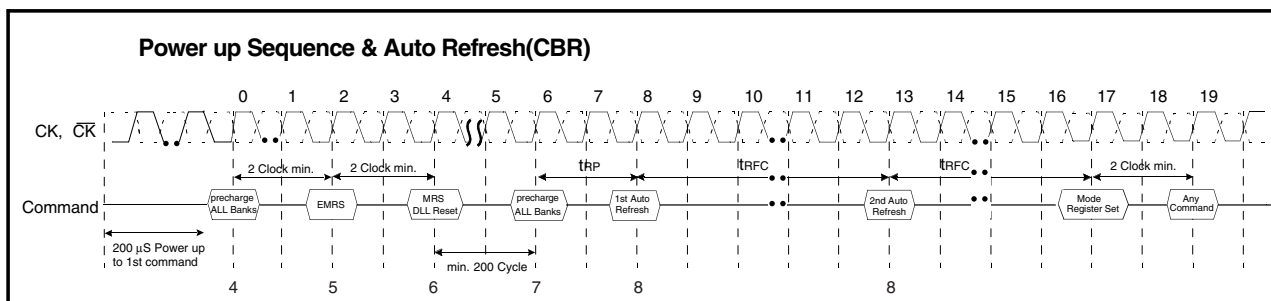 Power up Sequence & Auto Refresh(CBR)
0 1 2 3 4 5 6 7 8 9 10 11 12 13 14 15 16 17 18 19
CK, CK
2 Clock min. 2 Clock min. tRP tRFC tRFC 2 Clock min.
Command
precharge
ALL Banks
EMRS
MRS
DLL Reset
precharge
ALL Banks
1st Auto
Refresh
2nd Auto
Refresh
Mode
Register Set
Any
Command
200 µS Power up
to 1st command
min. 200 Cycle
4 5 6 7 8 8